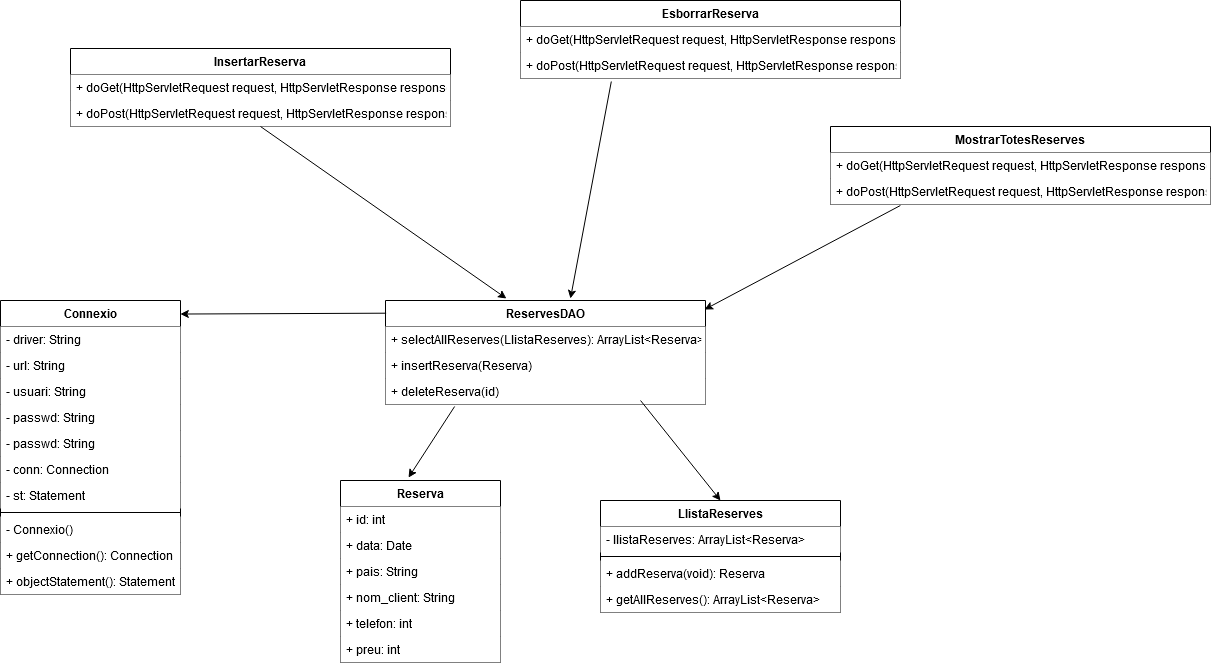 EsborrarReserva
+ doGet(HttpServletRequest request, HttpServletResponse respons
+ doPost(HttpServletRequest request, HttpServletResponse respon
InsertarReserva
+ doGet(HttpServletRequest request, HttpServletResponse respons
+ doPost(HttpServletRequest request, HttpServletResponse respon
MostrarTotesReserves
+ doGet(HttpServletRequest request, HttpServletResponse respons
+ doPost(HttpServletRequest request, HttpServletResponse respon
Connexio
- driver: String
- url: String
- usuari: String
- passwd: String
- passwd: String
- conn: Connection
- st: Statement
- Connexio()
+ getConnection(): Connection
+ objectStatement(): Statement
ReservesDAO
+ selectAllReserves(LlistaReserves): ArrayList<Reserva>
+ insertReserva(Reserva)
+ deleteReserva(id)
Reserva
+ id: int
+ data: Date
+ pais: String
+ nom_client: String
+ telefon: int
+ preu: int
LlistaReserves
- llistaReserves: ArrayList<Reserva>
+ addReserva(void): Reserva
+ getAllReserves(): ArrayList<Reserva>